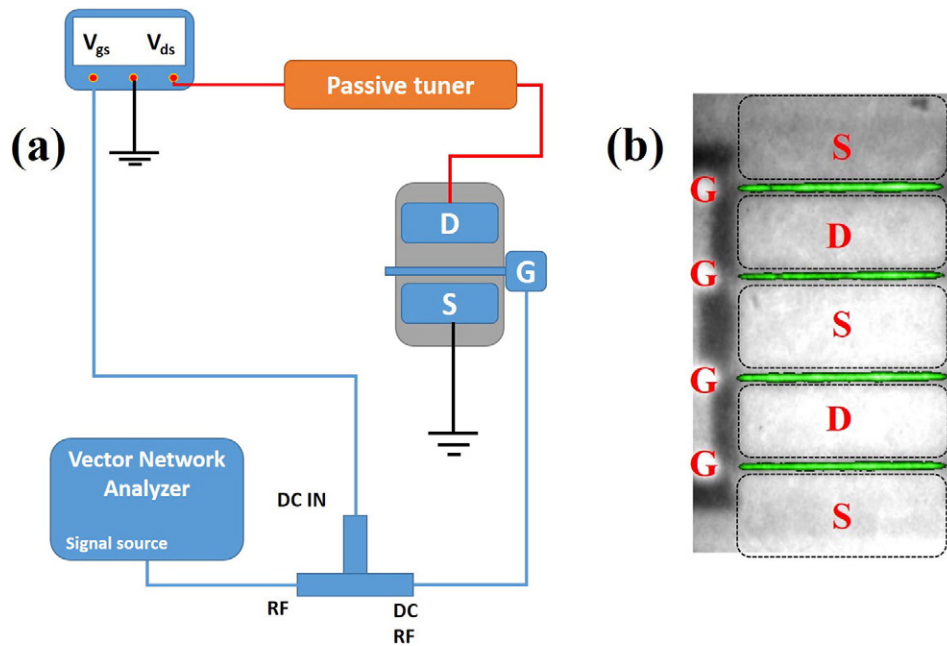 (a)
Vgs Vds
Passive tuner
D
G
S
Vector Network
Analyzer
Signal source
DC IN
RF
DC
RF
(b)
S
G
D
G
S
G
D
G
S